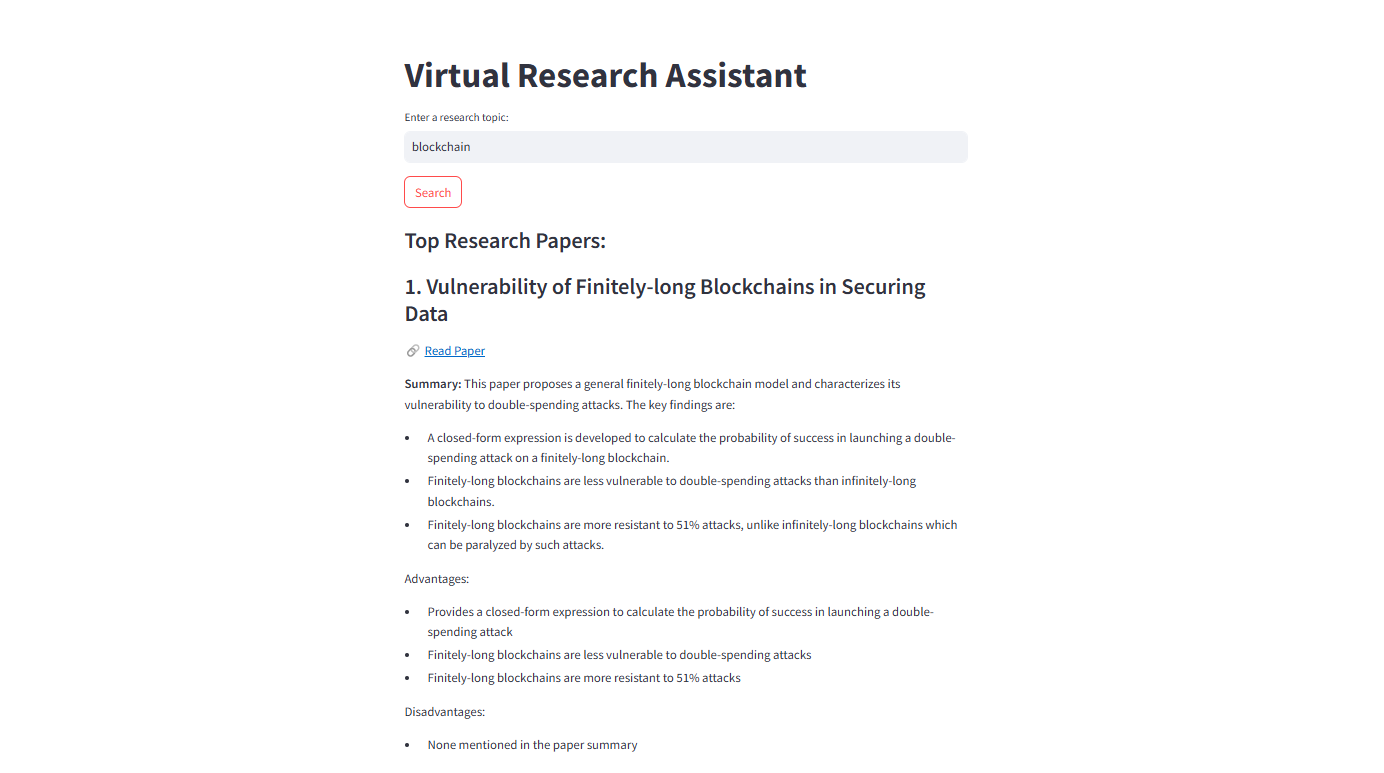 Virtual Research Assistant
Enter a research topic:
blockchain
Search
Top Research Papers:
1. Vulnerability of Finitely-long Blockchains in Securing
Data
Read Paper
Summary: This paper proposes a general finitely-long blockchain model and characterizes its
vulnerability to double-spending attacks. The key findings are:
• A closed-form expression is developed to calculate the probability of success in launching a double-
spending attack on a finitely-long blockchain.
• Finitely-long blockchains are less vulnerable to double-spending attacks than infinitely-long
blockchains.
• Finitely-long blockchains are more resistant to 51% attacks, unlike infinitely-long blockchains which
can be paralyzed by such attacks.
Advantages:
• Provides a closed-form expression to calculate the probability of success in launching a double-
spending attack
• Finitely-long blockchains are less vulnerable to double-spending attacks
• Finitely-long blockchains are more resistant to 51% attacks
Disadvantages:
• None mentioned in the paper summary